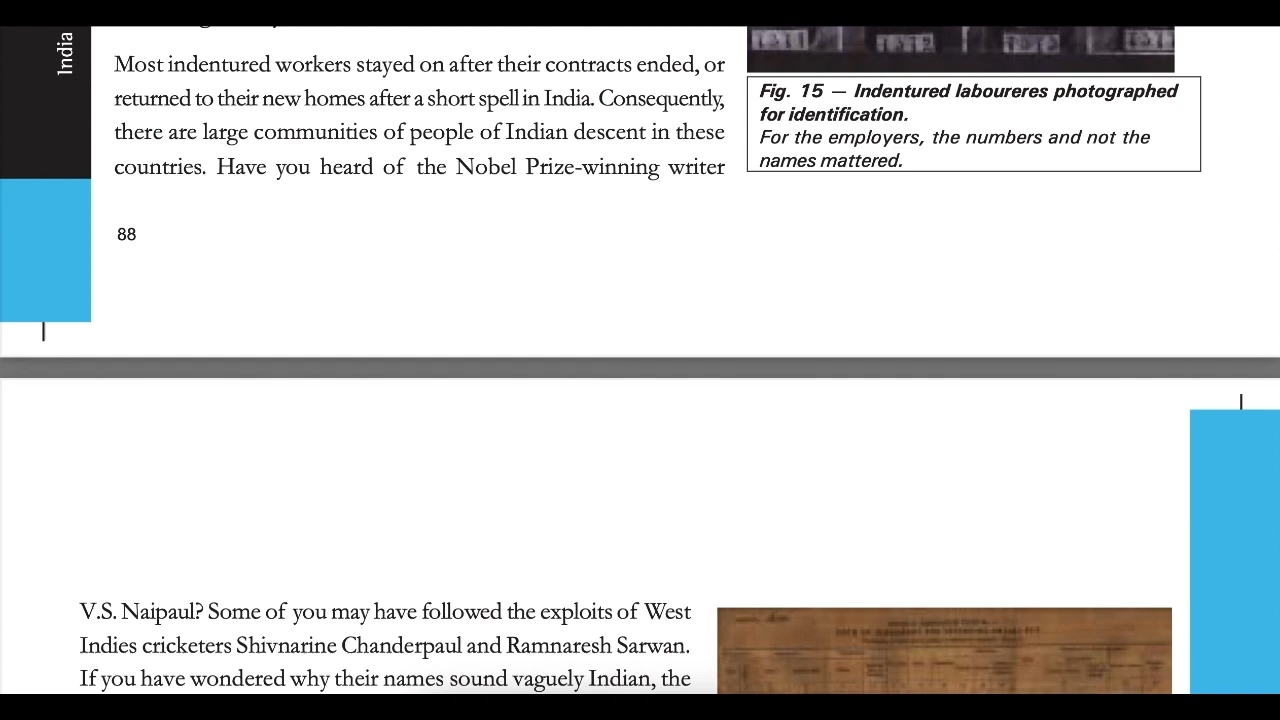 India
Most indentured workers stayed on after their contracts ended, or
returned to their new homes after a short spell in India. Consequently,
there are large communities of people of Indian descent in these
countries. Have you heard of the Nobel Prize-winning writer
Fig. 15 — Indentured laboureres photographed
for identification.
For the employers, the numbers and not the
names mattered.
88
V.S. Naipaul? Some of you may have followed the exploits of West
Indies cricketers Shivnarine Chanderpaul and Ramnaresh Sarwan.
If you have wondered why their names sound vaguely Indian, the